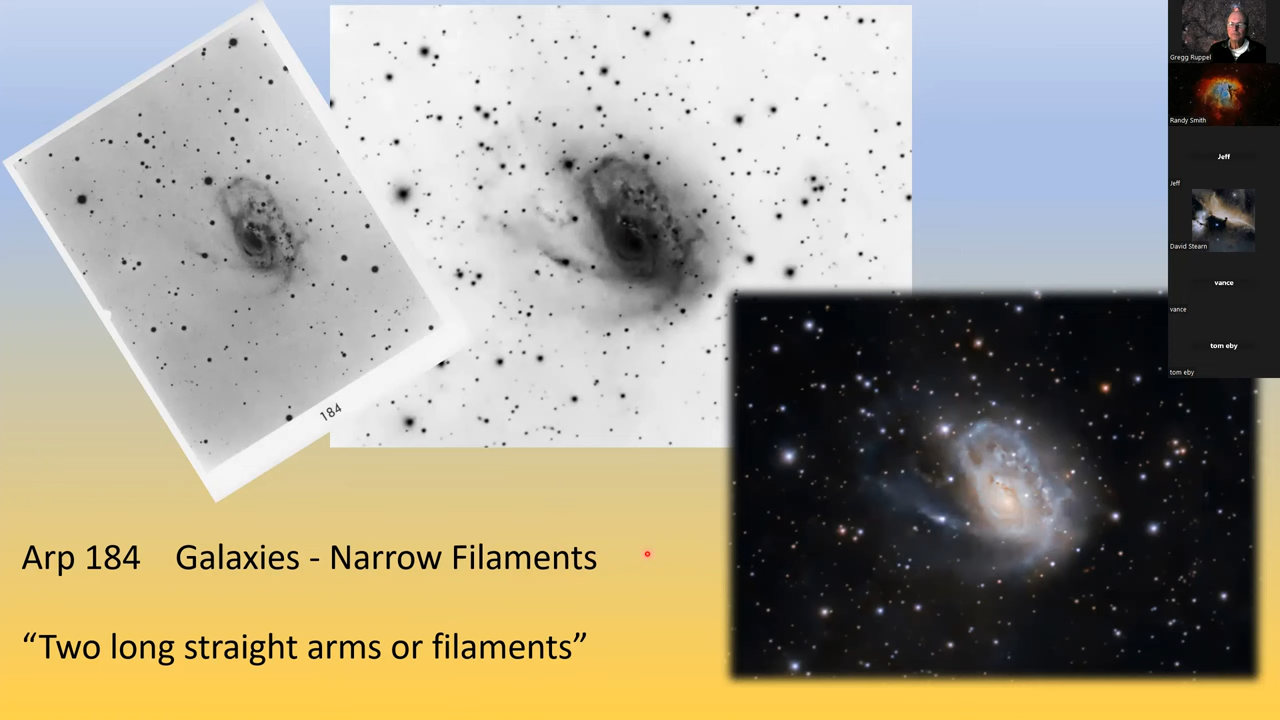 184
Arp 184 Galaxies - Narrow Filaments
“Two long straight arms or filaments”
Gregg Ruppel
Randy Smith
Jeff
Jeff
David Stearn
vance
vance
tom eby
tom eby